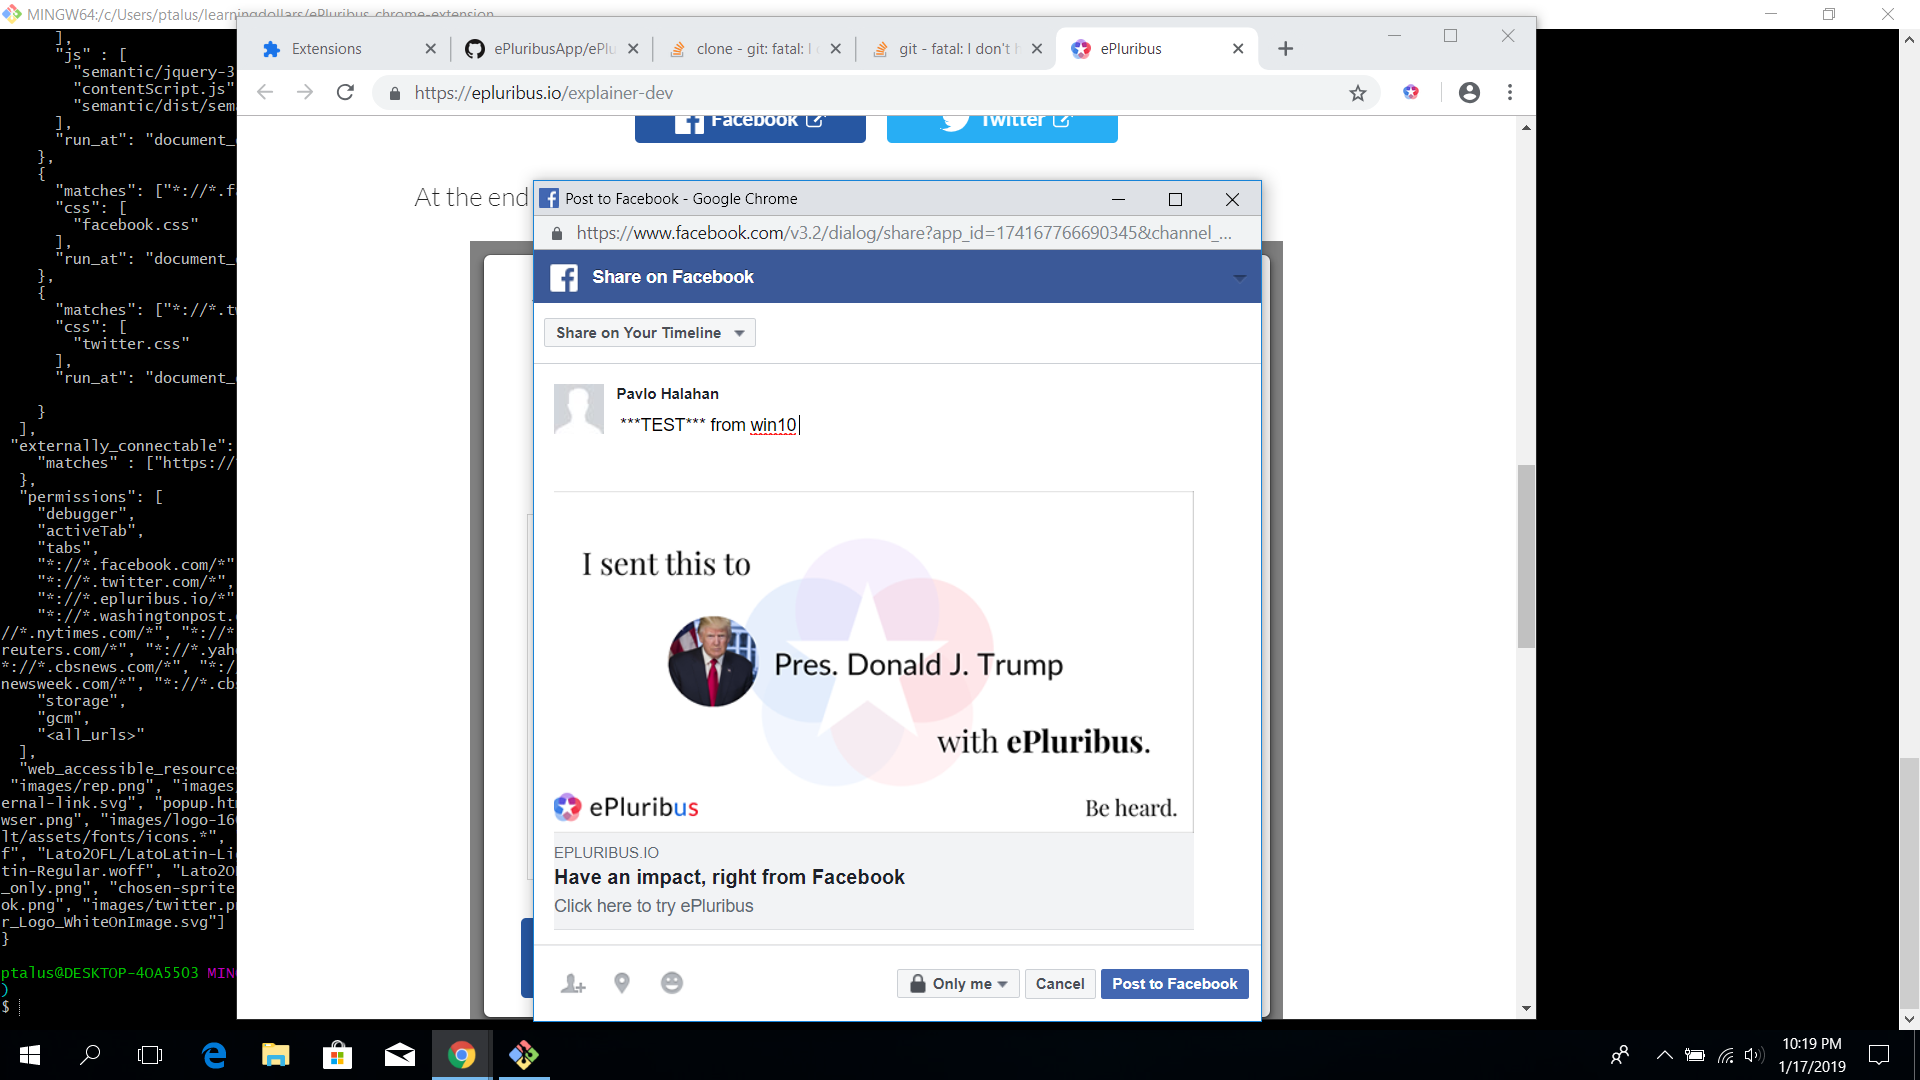 MINGW64:/c/Users/ptalus/learningdollars/ePluribus_chrome-extension
],
"js" : [
"semantic/jquery-3
"contentScript.js"
"semantic/dist/sem
],
"run_at": "document_
},
{
"matches": ["*://*.f
"css": [
"facebook.css"
],
"run_at": "document_
},
{
"matches": ["*://*.t
"css": [
"twitter.css"
],
"run_at": "document_
}
],
"externally_connectable":
"matches" : ["https://
},
"permissions": [
"debugger",
"activeTab",
"tabs",
"*://*.facebook.com/*"
"*://*.twitter.com/*",
"*://*.epluribus.io/*"
"*://*.washingtonpost.
//*.nytimes.com/*", "*://*
reuters.com/*", "*://*.yah
*://*.cbsnews.com/*", "*:/
newsweek.com/*", "*://*.cb
"storage",
"gcm",
"<all_urls>"
],
"web_accessible_resource
"images/rep.png", "images
ernal-link.svg", "popup.ht
wser.png", "images/logo-16
lt/assets/fonts/icons.*",
f", "Lato2OFL/LatoLatin-Li
tin-Regular.woff", "Lato2O
_only.png", "chosen-sprite
ok.png", "images/twitter.p
r_Logo_WhiteOnImage.svg"]
}
ptalus@DESKTOP-4OA55O3 MIN
)
$
Extensions
ePluribusApp/ePlu
clone - git: fatal: I
git - fatal: I don't
ePluribus
https://epluribus.io/explainer-dev
Facebook
Twitter
At the end
Post to Facebook - Google Chrome
https://www.facebook.com/v3.2/dialog/share?app_id=174167766690345&channel_...
Share on Facebook
Share on Your Timeline
Pavlo Halahan
***TEST*** from win10
I sent this to
Pres. Donald J. Trump
with ePluribus.
ePluribus
Be heard.
EPLURIBUS.IO
Have an impact, right from Facebook
Click here to try ePluribus
Only me
Cancel
Post to Facebook
10:19 PM
1/17/2019